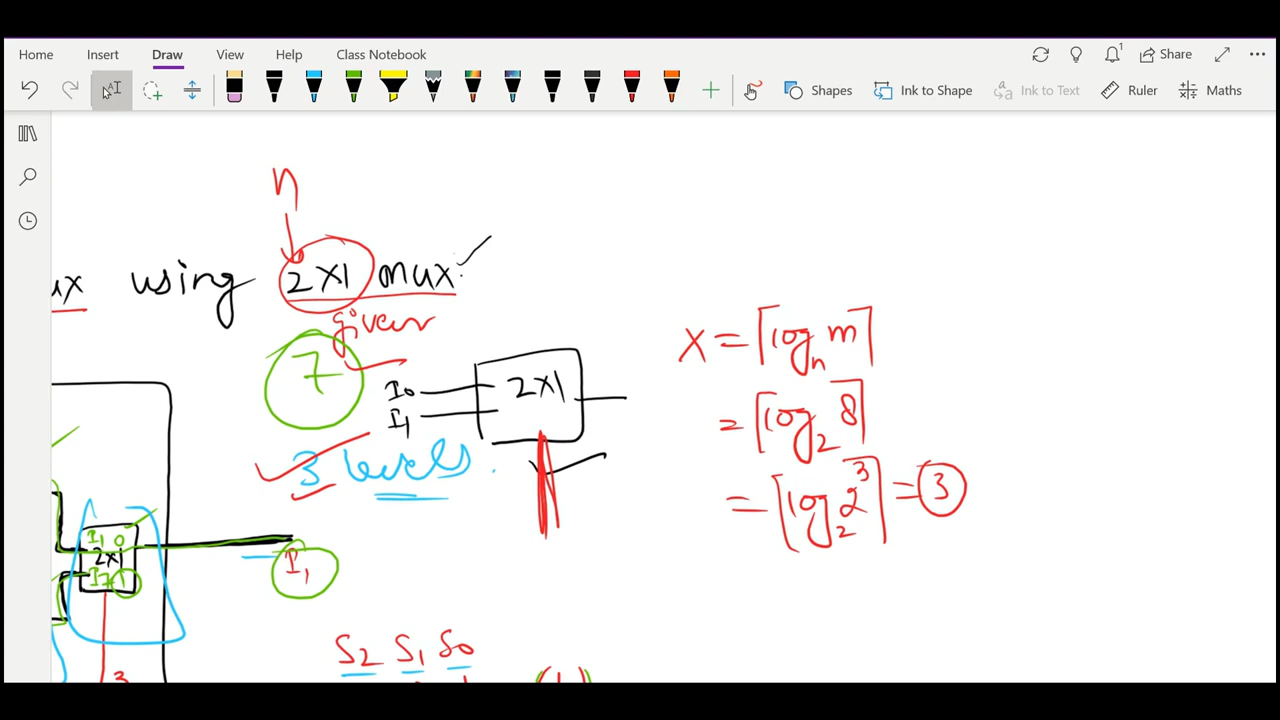 Home Insert Draw View Help Class Notebook Share
Shapes Ink to Shape Ink to Text Ruler Maths
n
ux using 2x1 mux
given
7
I0
I1
2x1
3 levels.
x = ⌈log_n m⌉
= ⌈log_2 8⌉
= ⌈log_2 2^3⌉ = 3
I1 0
2x1
I1
S2 S1 S0
3